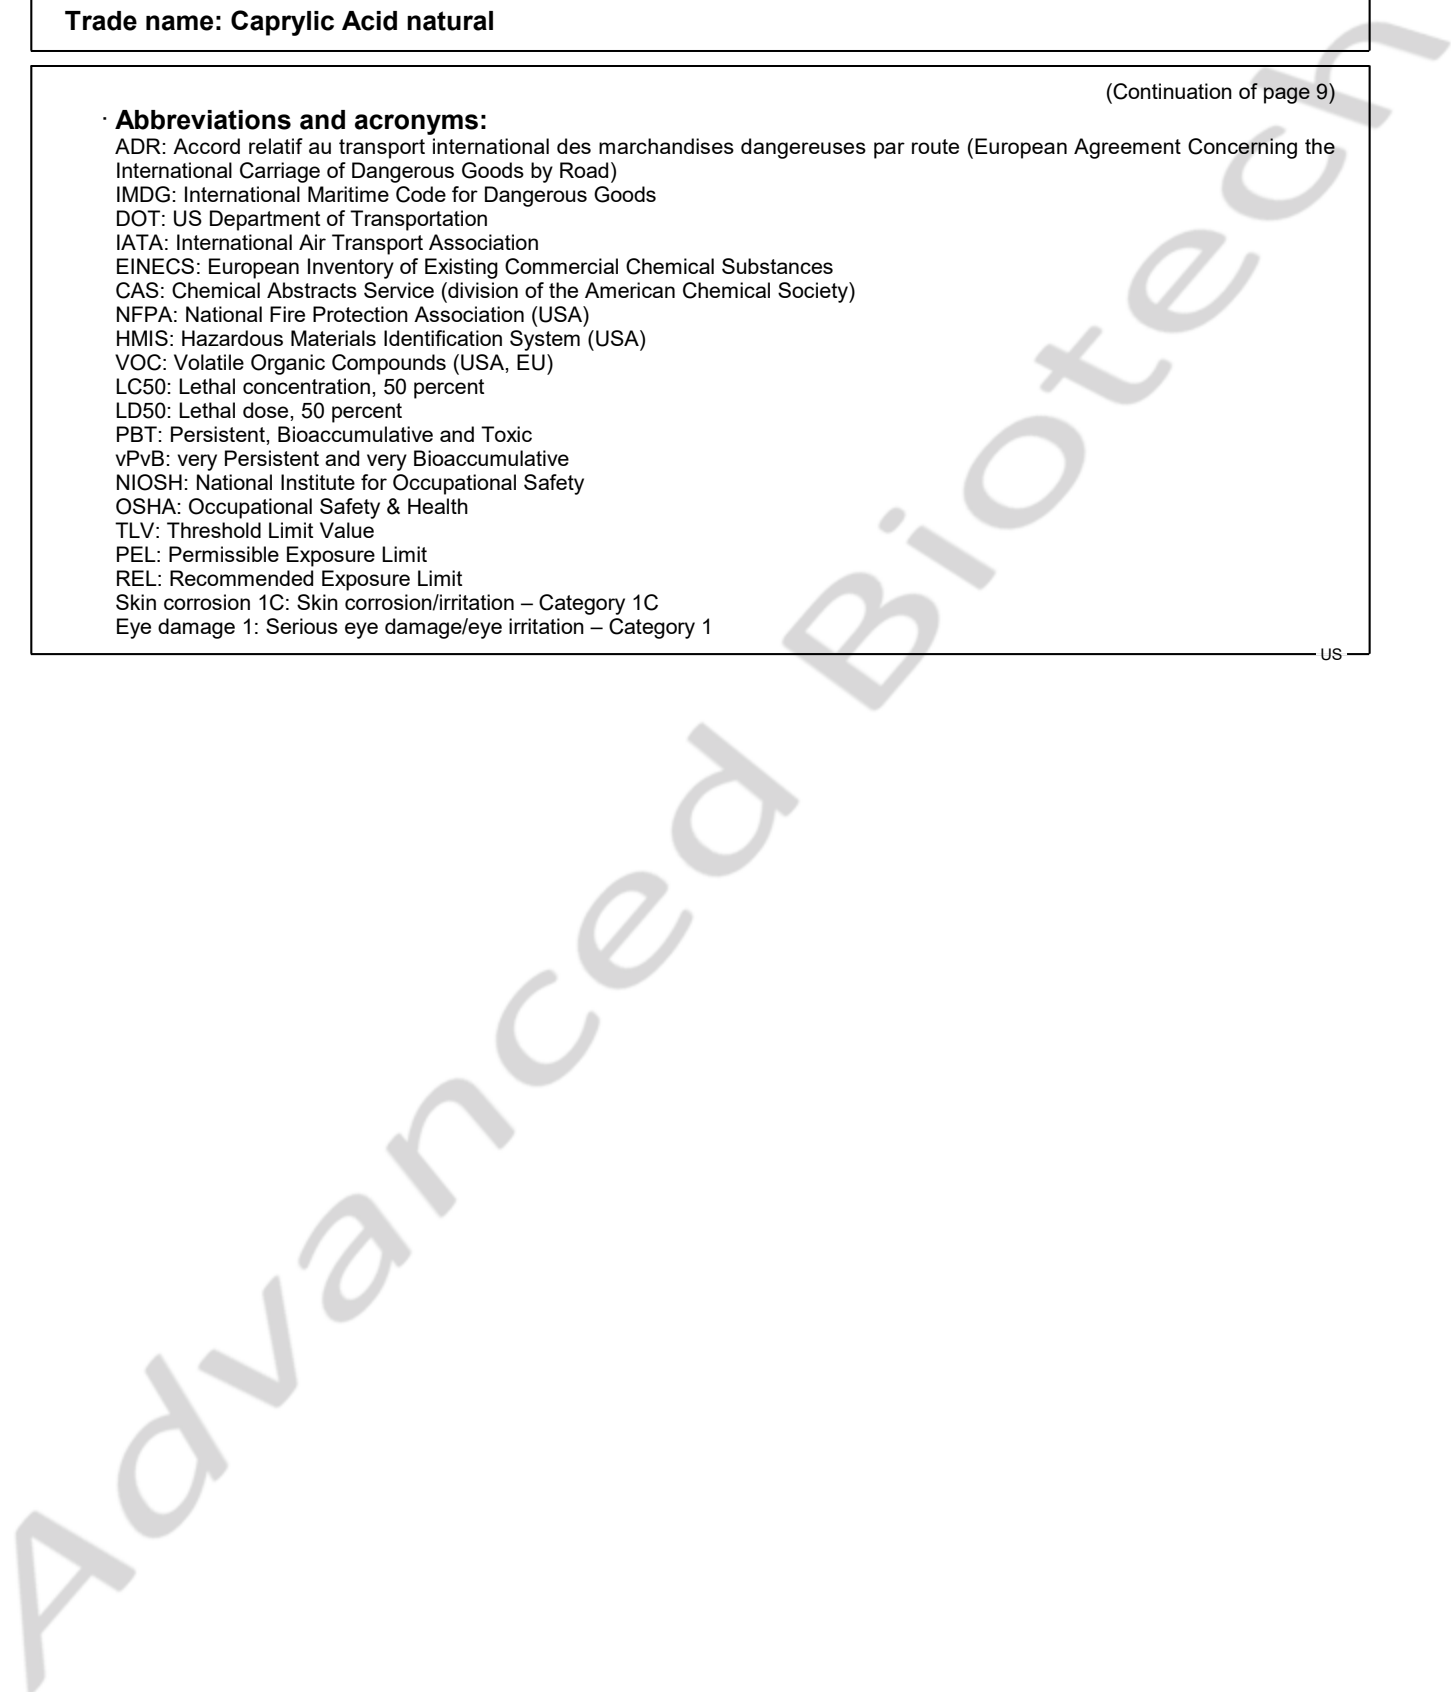 Trade name: Caprylic Acid natural
(Continuation of page 9)
· Abbreviations and acronyms:
ADR: Accord relatif au transport international des marchandises dangereuses par route (European Agreement Concerning the
International Carriage of Dangerous Goods by Road)
IMDG: International Maritime Code for Dangerous Goods
DOT: US Department of Transportation
IATA: International Air Transport Association
EINECS: European Inventory of Existing Commercial Chemical Substances
CAS: Chemical Abstracts Service (division of the American Chemical Society)
NFPA: National Fire Protection Association (USA)
HMIS: Hazardous Materials Identification System (USA)
VOC: Volatile Organic Compounds (USA, EU)
LC50: Lethal concentration, 50 percent
LD50: Lethal dose, 50 percent
PBT: Persistent, Bioaccumulative and Toxic
vPvB: very Persistent and very Bioaccumulative
NIOSH: National Institute for Occupational Safety
OSHA: Occupational Safety & Health
TLV: Threshold Limit Value
PEL: Permissible Exposure Limit
REL: Recommended Exposure Limit
Skin corrosion 1C: Skin corrosion/irritation – Category 1C
Eye damage 1: Serious eye damage/eye irritation – Category 1
US
Advanced Biotech